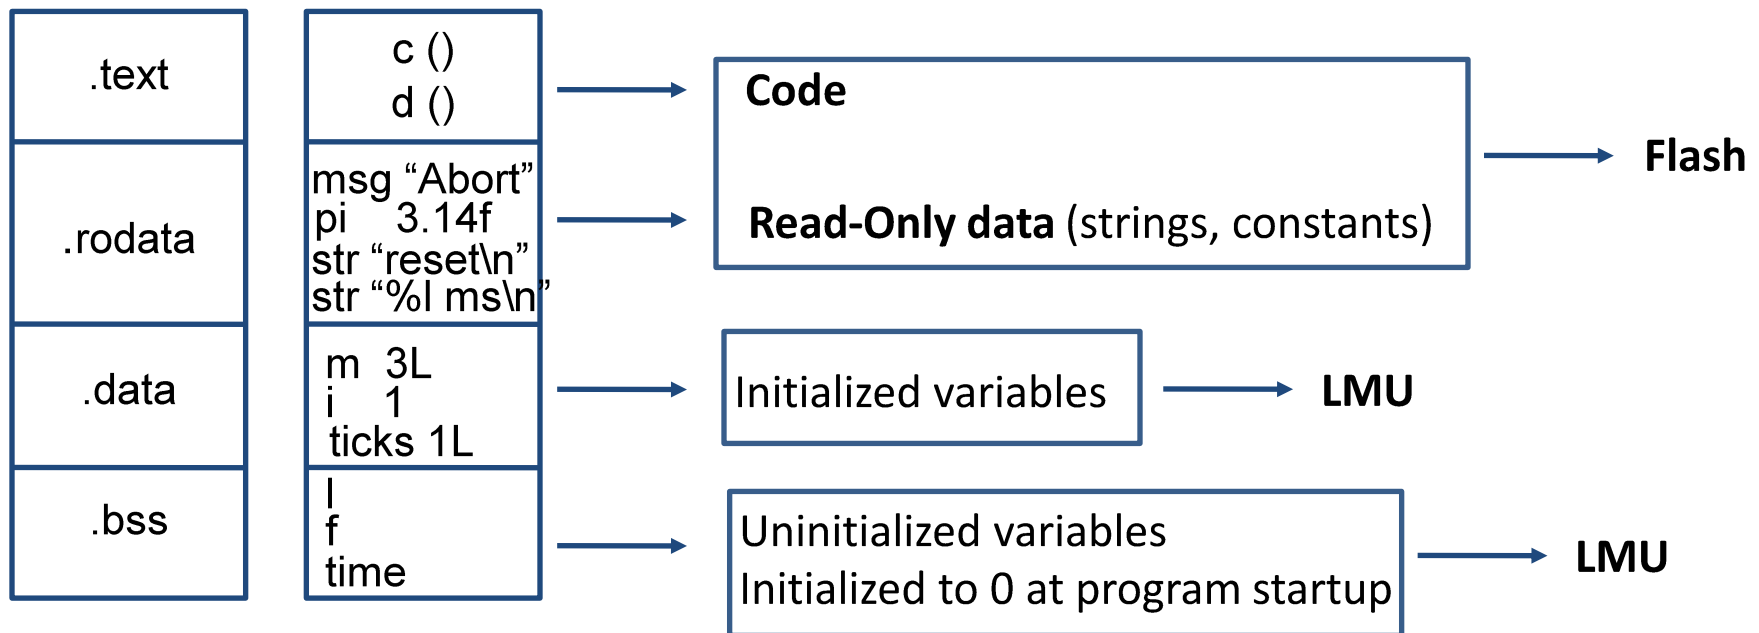 .text
c ()
d ()
Code
.rodata
msg “Abort”
pi 3.14f
str “reset\n”
str “%l ms\n”
Read-Only data (strings, constants)
Flash
.data
m 3L
i 1
ticks 1L
Initialized variables
LMU
.bss
l
f
time
Uninitialized variables
Initialized to 0 at program startup
LMU